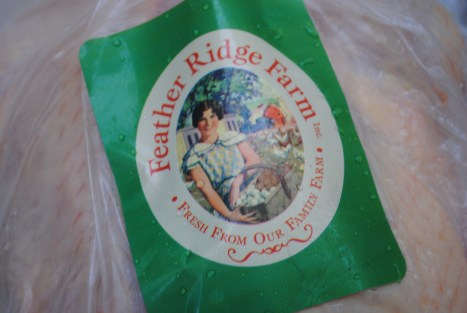 Feather Ridge Farm INC.
• FRESH FROM OUR FAMILY FARM •